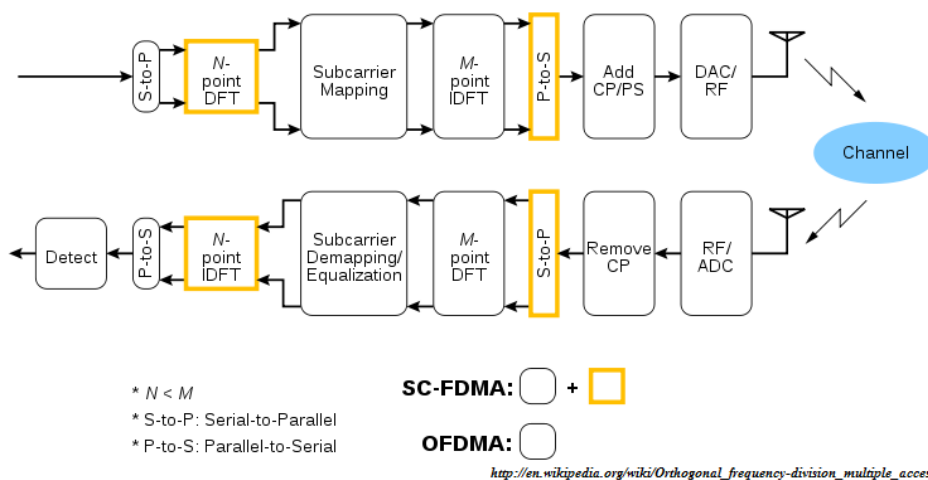 S-to-P
N-
point
DFT
Subcarrier
Mapping
M-
point
IDFT
P-to-S
Add
CP/PS
DAC/
RF
Channel
Detect
P-to-S
N-
point
IDFT
Subcarrier
Demapping/
Equalization
M-
point
DFT
S-to-P
Remove
CP
RF/
ADC
* N < M
* S-to-P: Serial-to-Parallel
* P-to-S: Parallel-to-Serial
SC-FDMA: +
OFDMA:
http://en.wikipedia.org/wiki/Orthogonal_frequency-division_multiple_acces